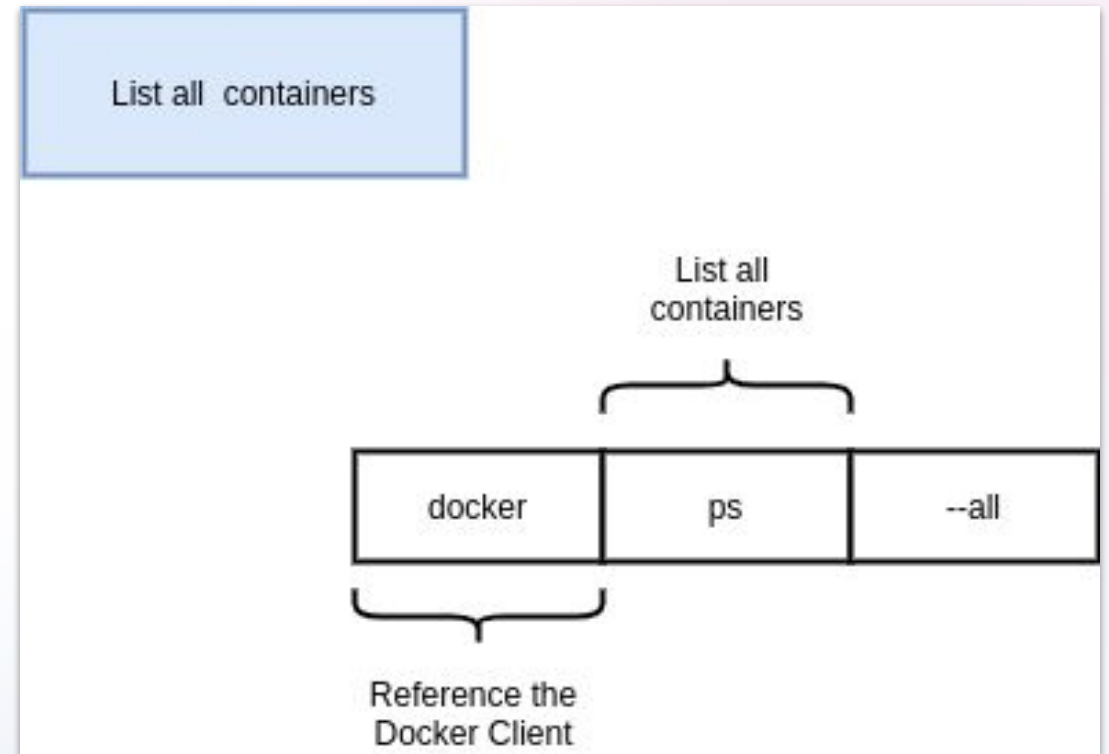 List all  containers
List all
containers
docker ps --all
Reference the
Docker Client